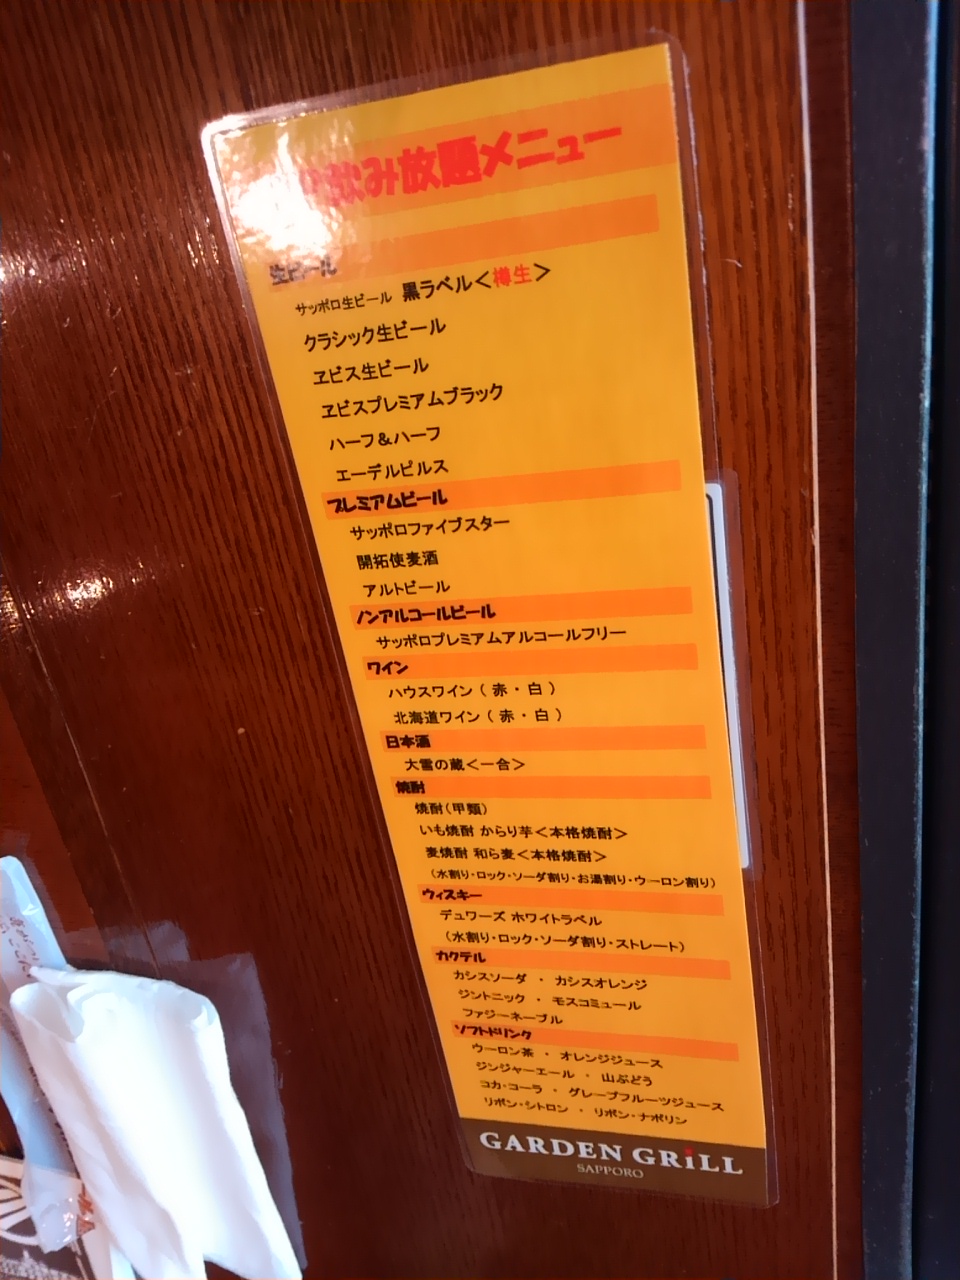 飲み放題メニュー
生ビール
サッポロ生ビール 黒ラベル＜樽生＞
クラシック生ビール
ヱビス生ビール
ヱビスプレミアムブラック
ハーフ＆ハーフ
エーデルピルス
プレミアムビール
サッポロファイブスター
開拓使麦酒
アルトビール
ノンアルコールビール
サッポロプレミアムアルコールフリー
ワイン
ハウスワイン（赤・白）
北海道ワイン（赤・白）
日本酒
大雪の蔵＜一合＞
焼酎
焼酎（甲類）
いも焼酎 からり芋＜本格焼酎＞
麦焼酎 和ら麦＜本格焼酎＞
（水割り・ロック・ソーダ割り・お湯割り・ウーロン割り）
ウィスキー
デュワーズ ホワイトラベル
（水割り・ロック・ソーダ割り・ストレート）
カクテル
カシスソーダ ・ カシスオレンジ
ジントニック ・ モスコミュール
ファジーネーブル
ソフトドリンク
ウーロン茶 ・ オレンジジュース
ジンジャーエール ・ 山ぶどう
コカ・コーラ ・ グレープフルーツジュース
リボン・シトロン ・ リボン・ナポリン
GARDEN GRiLL
SAPPORO